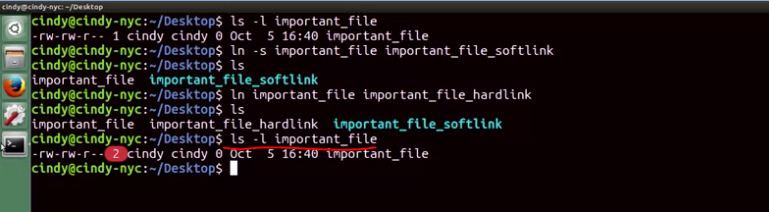 cindy@cindy-nyc: ~/Desktop
cindy@cindy-nyc:~/Desktop$ ls -l important_file
-rw-rw-r-- 1 cindy cindy 0 Oct  5 16:40 important_file
cindy@cindy-nyc:~/Desktop$ ln -s important_file important_file_softlink
cindy@cindy-nyc:~/Desktop$ ls
important_file  important_file_softlink
cindy@cindy-nyc:~/Desktop$ ln important_file important_file_hardlink
cindy@cindy-nyc:~/Desktop$ ls
important_file  important_file_hardlink  important_file_softlink
cindy@cindy-nyc:~/Desktop$ ls -l important_file
-rw-rw-r-- 2 cindy cindy 0 Oct  5 16:40 important_file
cindy@cindy-nyc:~/Desktop$